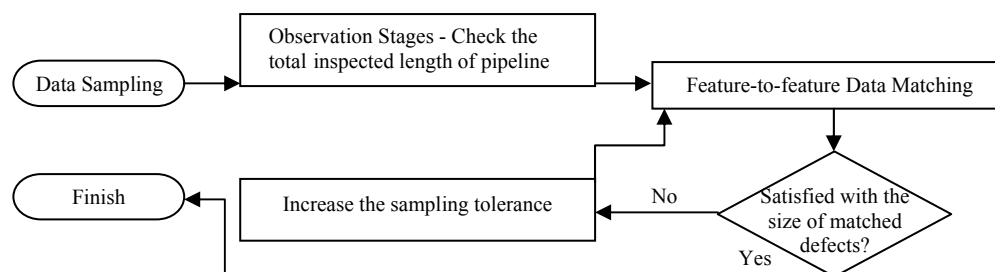 Observation Stages - Check the
total inspected length of pipeline
Data Sampling
Feature-to-feature Data Matching
Finish
Increase the sampling tolerance
No
Satisfied with the
size of matched
defects?
Yes